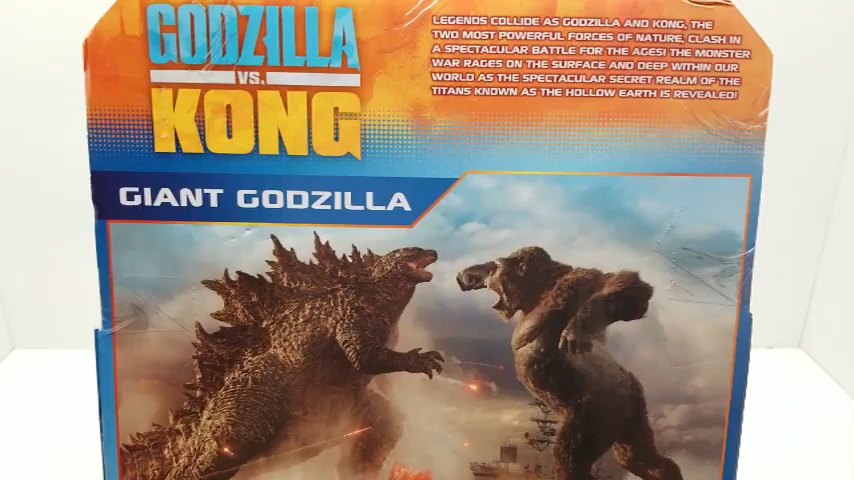 GODZILLA
VS.
KONG
LEGENDS COLLIDE AS GODZILLA AND KONG, THE
TWO MOST POWERFUL FORCES OF NATURE, CLASH IN
A SPECTACULAR BATTLE FOR THE AGES! THE MONSTER
WAR RAGES ON THE SURFACE AND DEEP WITHIN OUR
WORLD AS THE SPECTACULAR SECRET REALM OF THE
TITANS KNOWN AS THE HOLLOW EARTH IS REVEALED!
GIANT GODZILLA